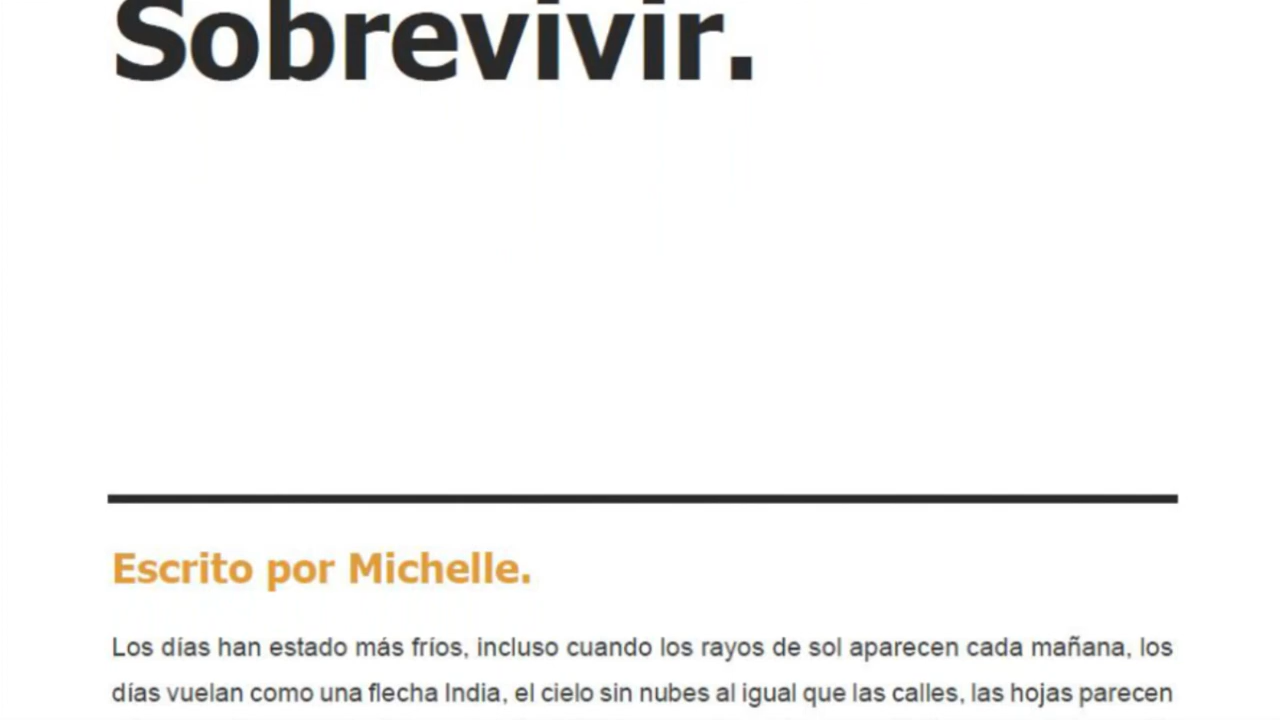 Sobrevivir.
Escrito por Michelle.
Los días han estado más fríos, incluso cuando los rayos de sol aparecen cada mañana, los
días vuelan como una flecha India, el cielo sin nubes al igual que las calles, las hojas parecen